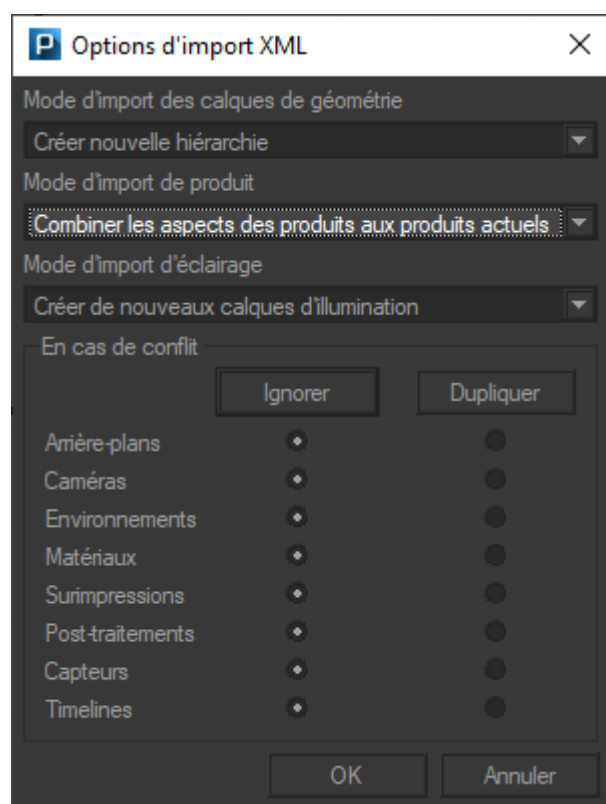 Options d'import XML
Mode d'import des calques de géométrie
Créer nouvelle hiérarchie
Mode d'import de produit
Combiner les aspects des produits aux produits actuels
Mode d'import d'éclairage
Créer de nouveaux calques d'illumination
En cas de conflit
Ignorer Dupliquer
Arrière-plans
Caméras
Environnements
Matériaux
Surimpressions
Post-traitements
Capteurs
Timelines
OK Annuler